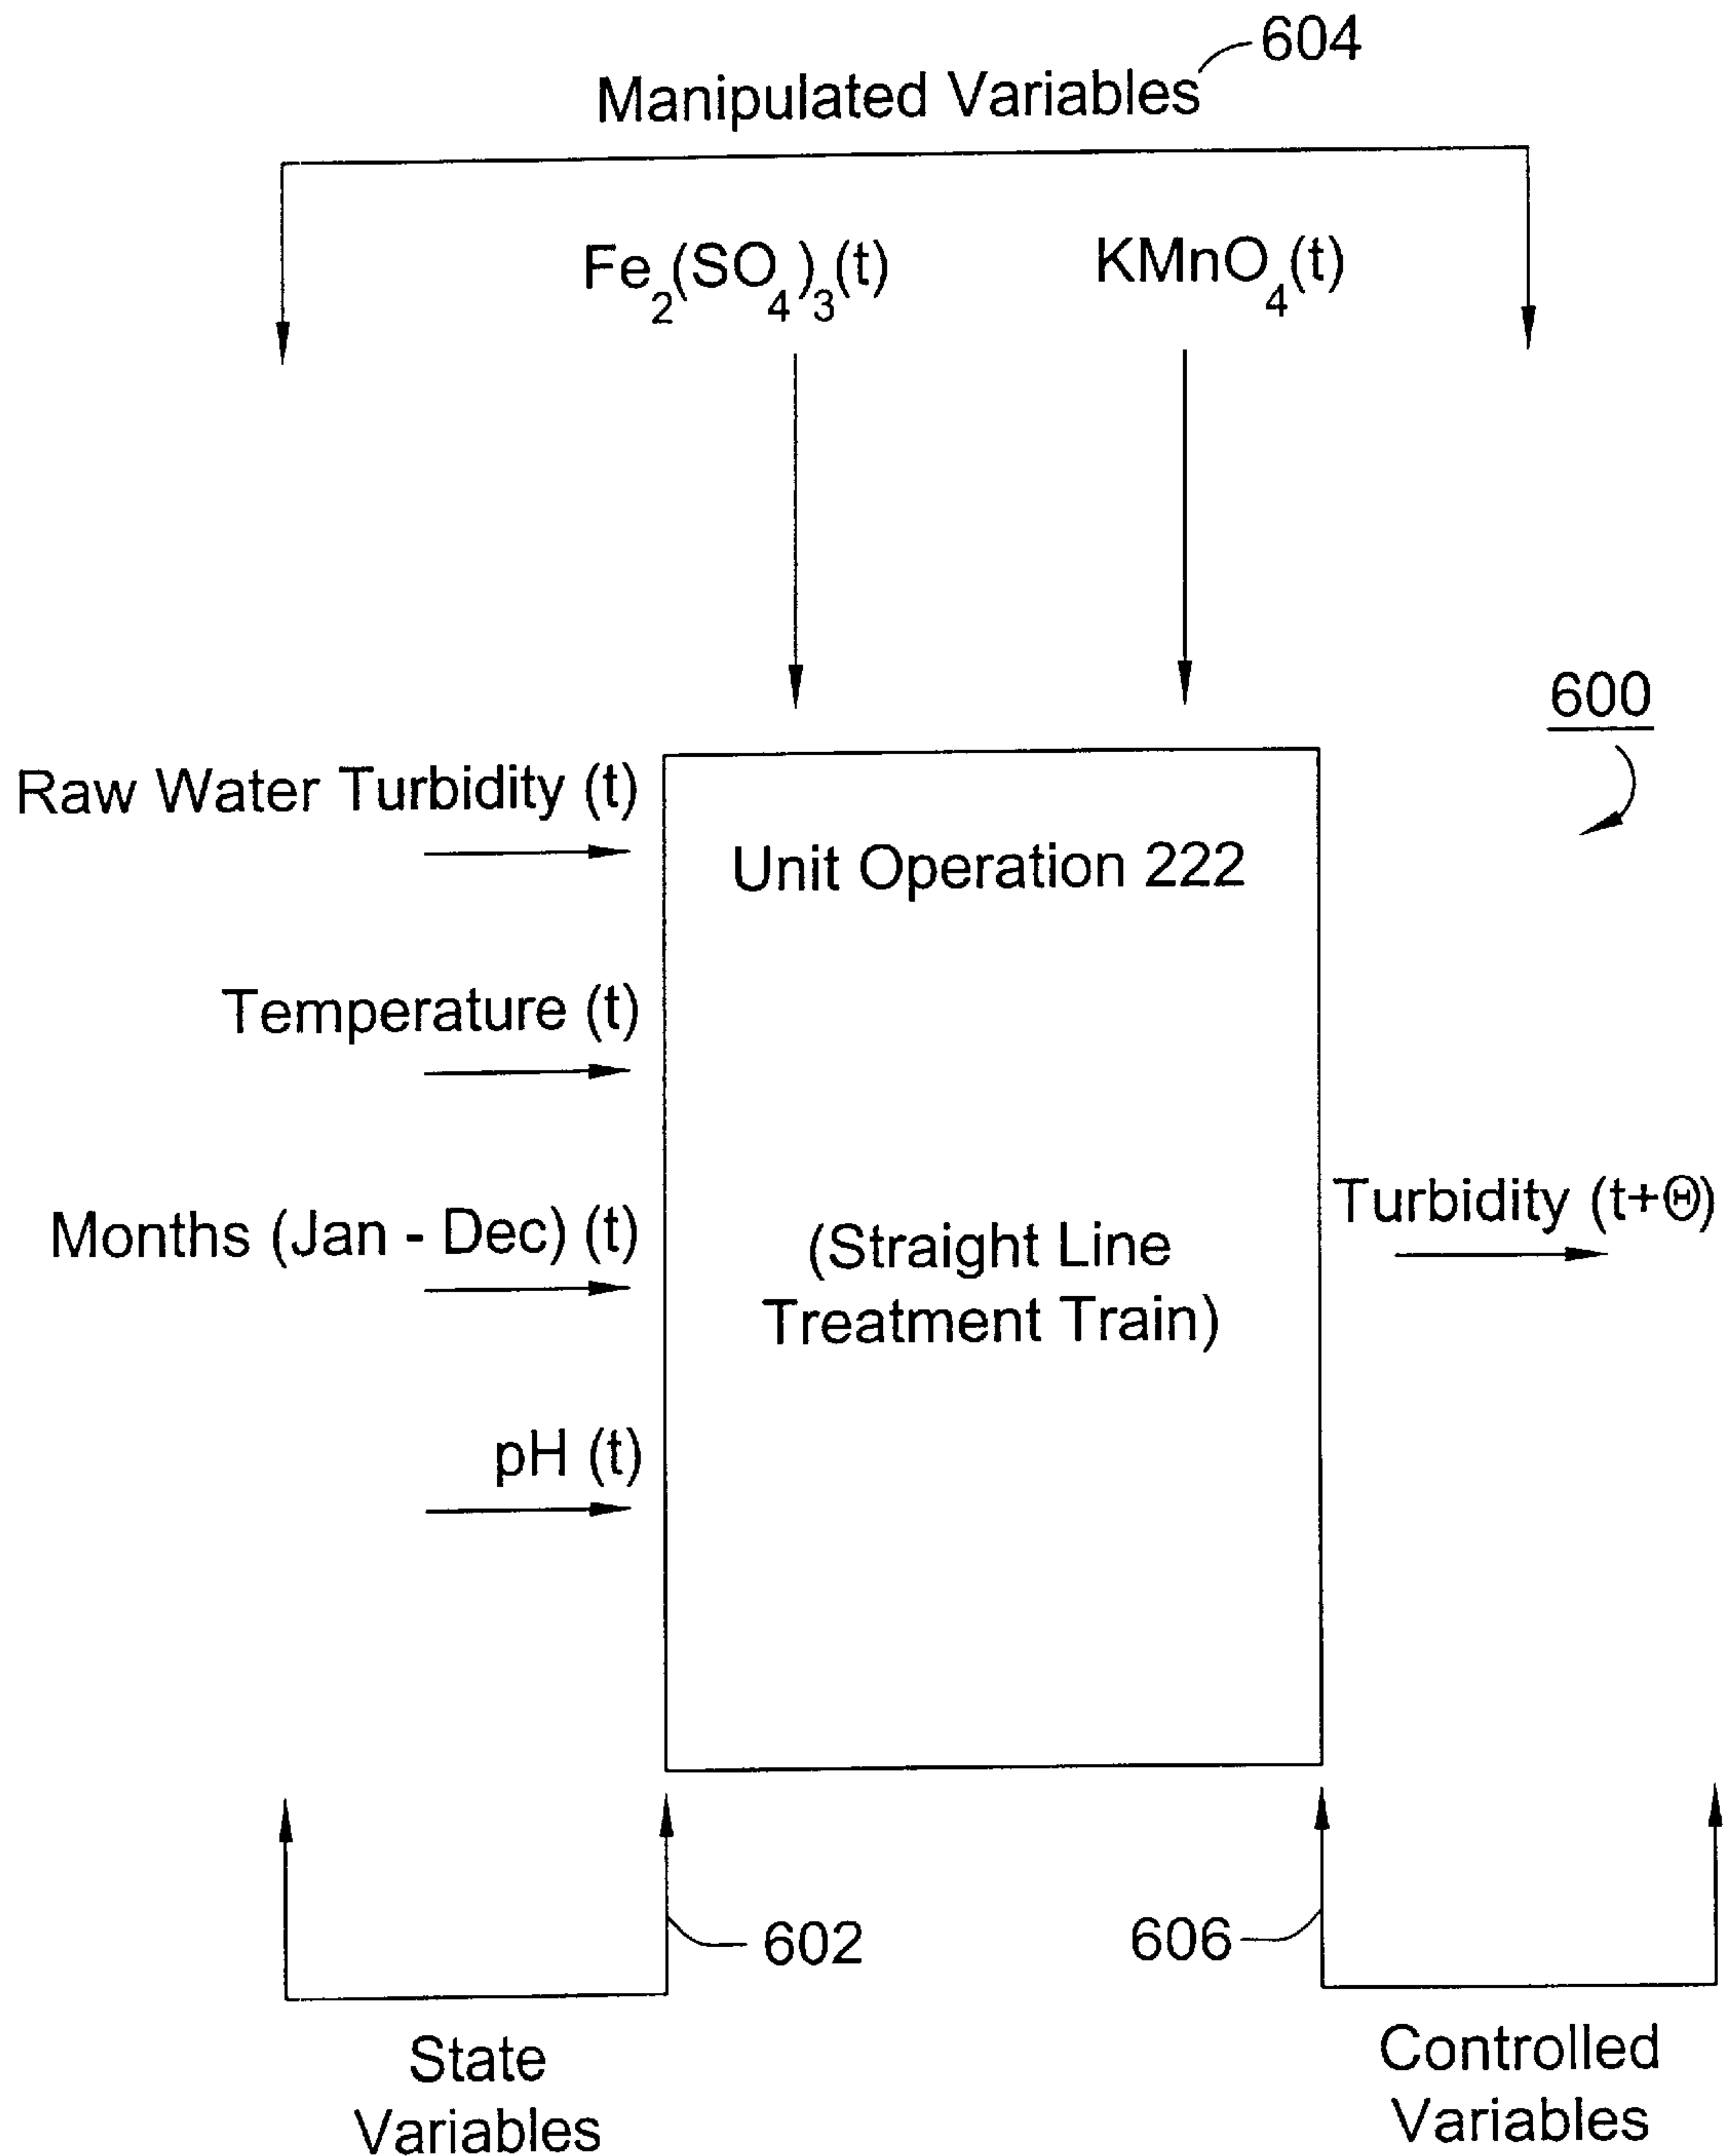 604
Manipulated Variables
Fe₂(SO₄)₃(t)
KMnO₄(t)
600
Raw Water Turbidity (t)
Unit Operation 222
Temperature (t)
Turbidity (t+Θ)
Months (Jan - Dec) (t)
(Straight Line
Treatment Train)
pH (t)
602
606
State
Variables
Controlled
Variables